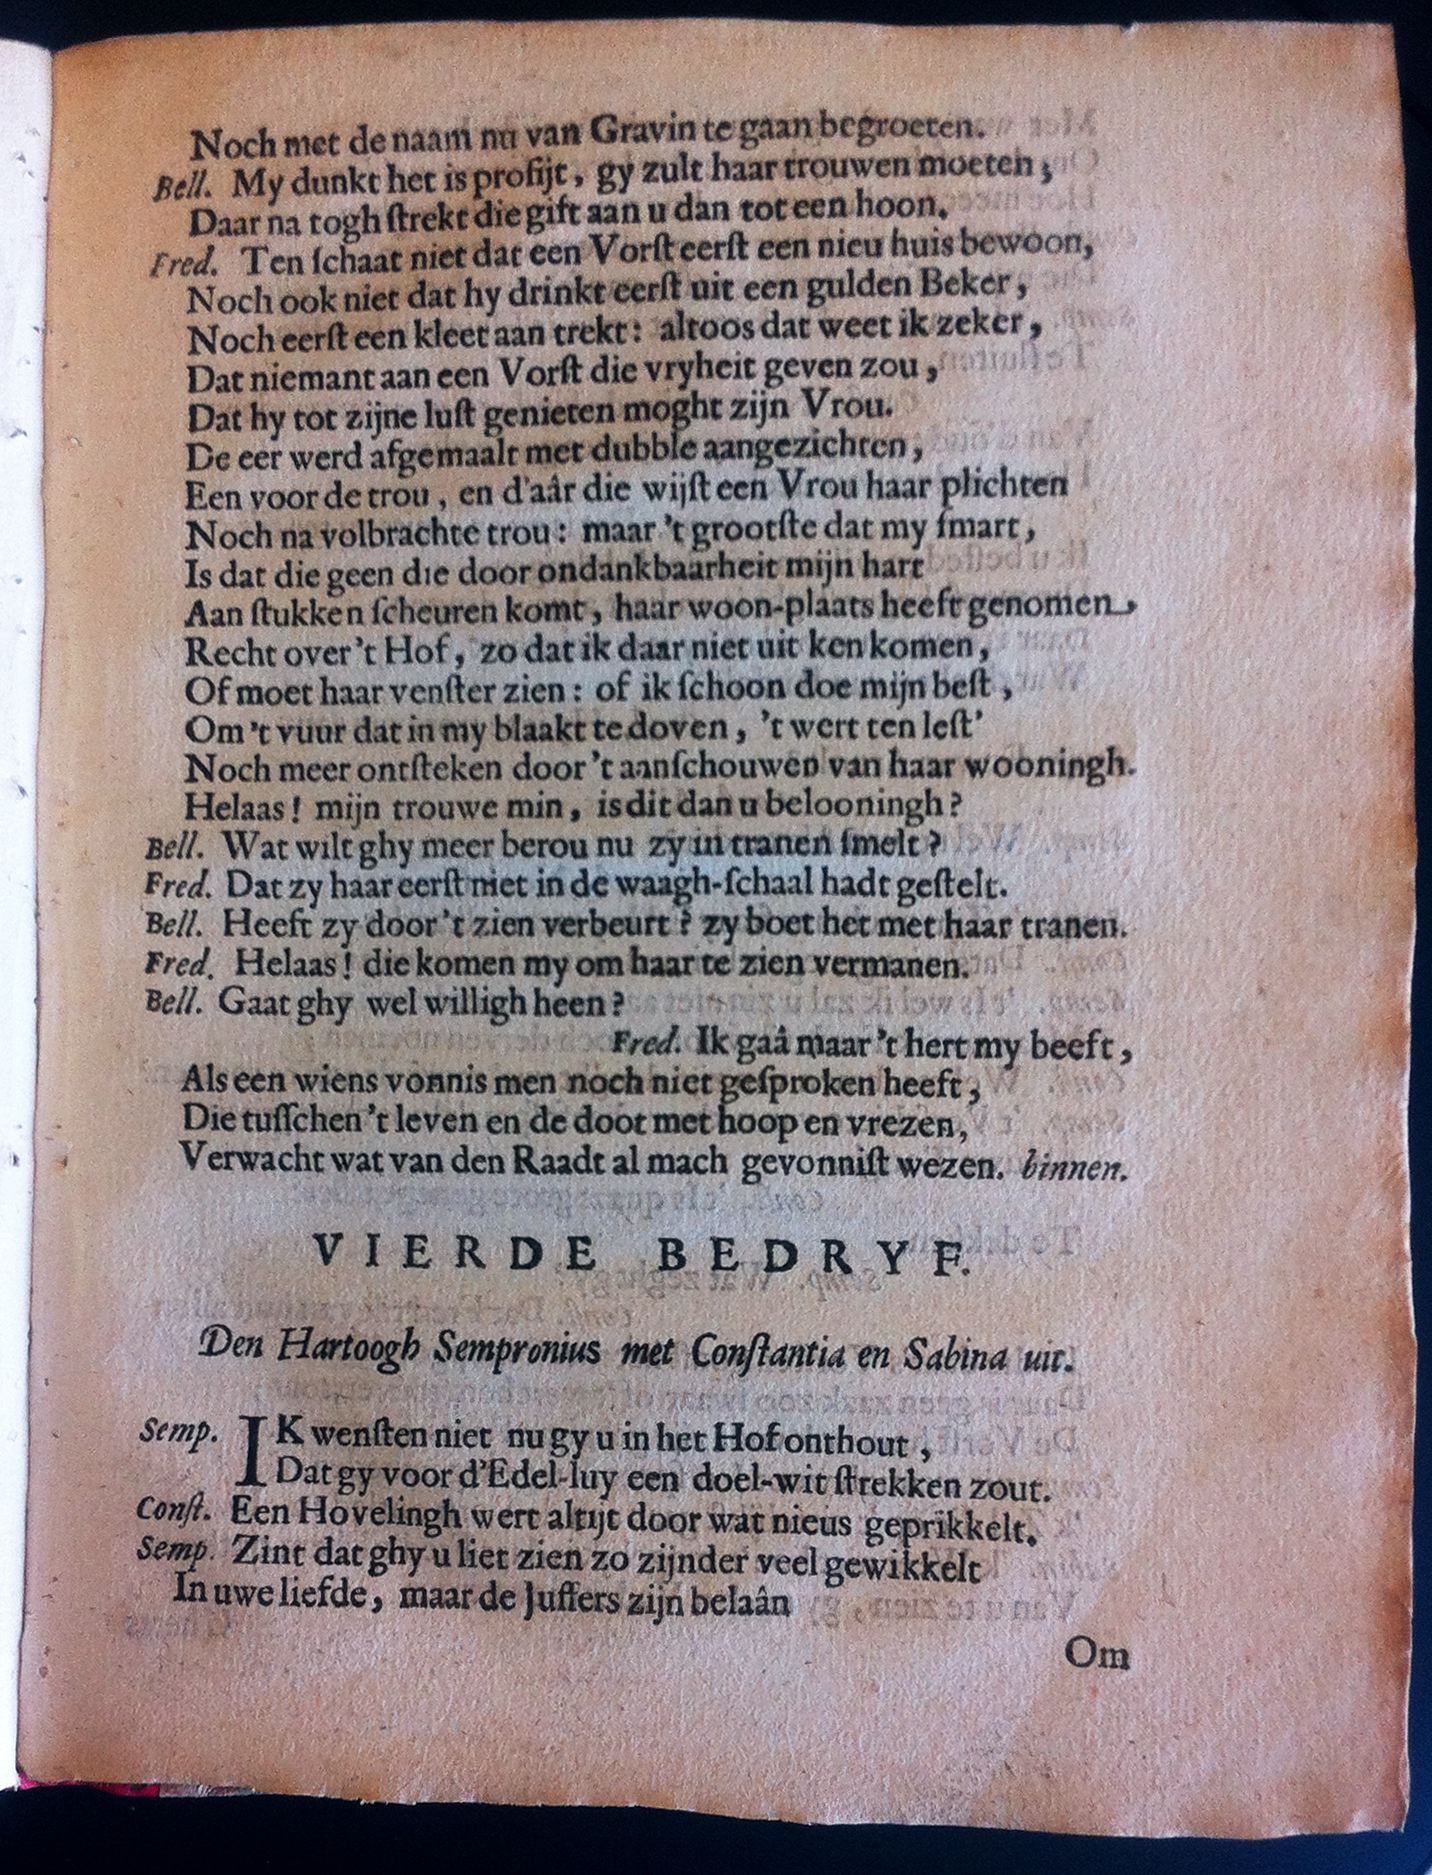 Noch met de naam nu van Gravin te gaan begroeten.
Bell. My dunkt het is profijt, gy zult haar trouwen moeten,
Daar na togh ſtrekt die gift aan u dan tot een hoon.
Fred. Ten ſchaat niet dat een Vorſt eerſt een nieu huis bewoon,
Noch ook niet dat hy drinkt eerſt uit een gulden Beker,
Noch eerſt een kleet aan trekt: altoos dat weet ik zeker,
Dat niemant aan een Vorſt die vryheit geven zou,
Dat hy tot zijne luſt genieten moght zijn Vrou.
De eer werd afgemaalt met dubble aangezichten,
Een voor de trou, en d'aâr die wijſt een Vrou haar plichten
Noch na volbrachte trou: maar 't grootſte dat my ſmart,
Is dat die geen die door ondankbaarheit mijn hart
Aan ſtukken ſcheuren komt, haar woon-plaats heeft genomen,
Recht over 't Hof, zo dat ik daar niet uit ken komen,
Of moet haar venſter zien: of ik ſchoon doe mijn beſt,
Om 't vuur dat in my blaakt te doven, 't wert ten leſt'
Noch meer ontſteken door 't aanſchouwen van haar wooningh.
Helaas! mijn trouwe min, is dit dan u belooningh?
Bell. Wat wilt ghy meer berou nu zy in tranen ſmelt?
Fred. Dat zy haar eerſt niet in de waagh-ſchaal hadt geſtelt.
Bell. Heeft zy door 't zien verbeurt? zy boet het met haar tranen.
Fred. Helaas! die komen my om haar te zien vermanen.
Bell. Gaat ghy wel willigh heen?
Fred. Ik gaâ maar 't hert my beeft,
Als een wiens vonnis men noch niet geſproken heeft,
Die tuſſchen 't leven en de doot met hoop en vrezen,
Verwacht wat van den Raadt al mach gevonniſt wezen. binnen.
VIERDE BEDRYF.
Den Hartoogh Sempronius met Conſtantia en Sabina uit.
Semp. IK wenſten niet nu gy u in het Hof onthout,
Dat gy voor d'Edel-luy een doel-wit ſtrekken zout.
Conſt. Een Hovelingh wert altijt door wat nieus geprikkelt.
Semp. Zint dat ghy u liet zien zo zijnder veel gewikkelt
In uwe liefde, maar de Juffers zijn belaân
Om